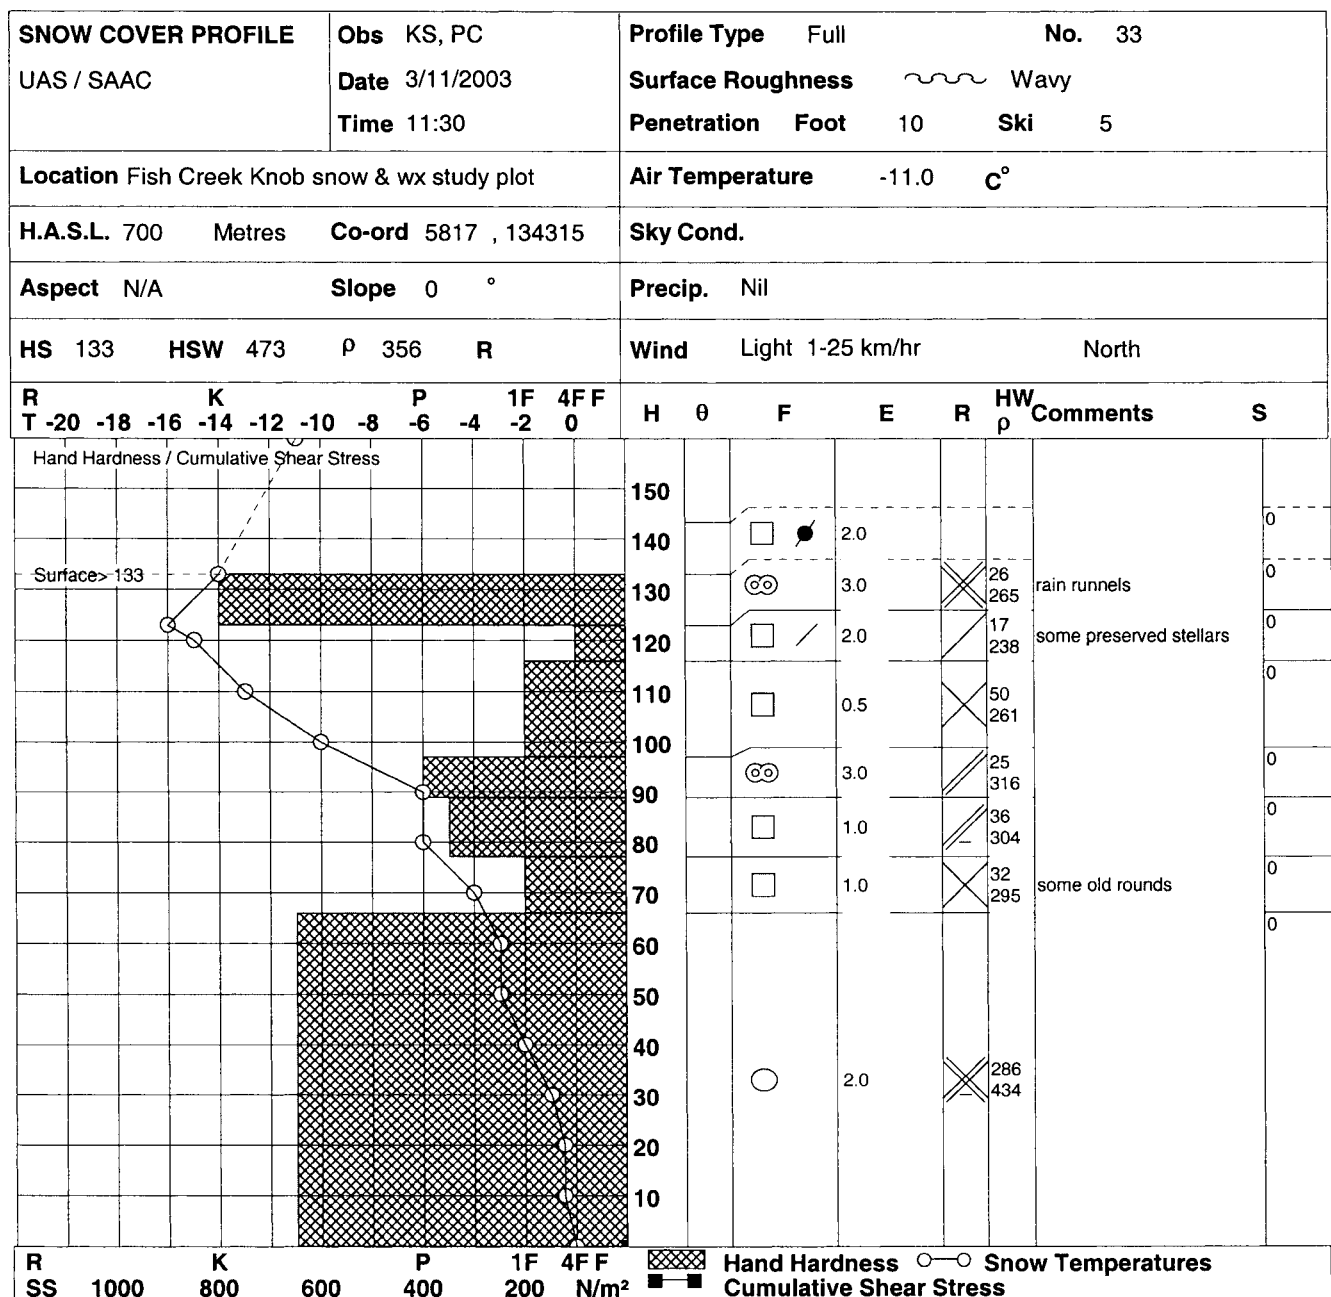 SNOW COVER PROFILE Obs KS, PC Profile Type Full No. 33
UAS / SAAC Date 3/11/2003 Surface Roughness Wavy
Time 11:30 Penetration Foot 10 Ski 5
Location Fish Creek Knob snow & wx study plot Air Temperature -11.0 C°
H.A.S.L. 700 Metres Co-ord 5817 , 134315 Sky Cond.
Aspect N/A Slope 0 ° Precip. Nil
HS 133 HSW 473 ρ 356 R Wind Light 1-25 km/hr North
R K P 1F 4F F
T -20 -18 -16 -14 -12 -10 -8 -6 -4 -2 0
H θ F E R HW ρ Comments S
Hand Hardness / Cumulative Shear Stress
150
140
Surface> 133
130
120
110
100
90
80
70
60
50
40
30
20
10
2.0 0
3.0 26 265 rain runnels 0
2.0 17 238 some preserved stellars 0
0.5 50 261 0
3.0 25 316 0
1.0 36 304 0
1.0 32 295 some old rounds 0
2.0 286 434 0
R K P 1F 4F F
SS 1000 800 600 400 200 N/m²
Hand Hardness Snow Temperatures
Cumulative Shear Stress